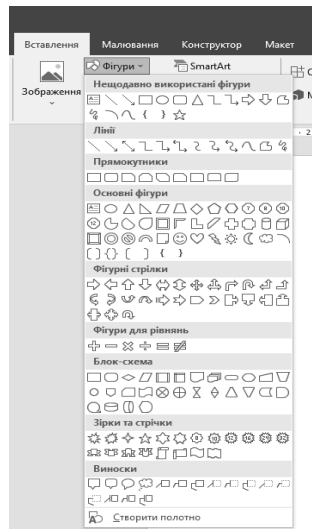 Вставлення Малювання Конструктор Макет
Фігури SmartArt
Зображення
Нещодавно використані фігури
Лінії
Прямокутники
Основні фігури
Фігурні стрілки
Фігури для рівнянь
Блок-схема
Зірки та стрічки
Виноски
Створити полотно